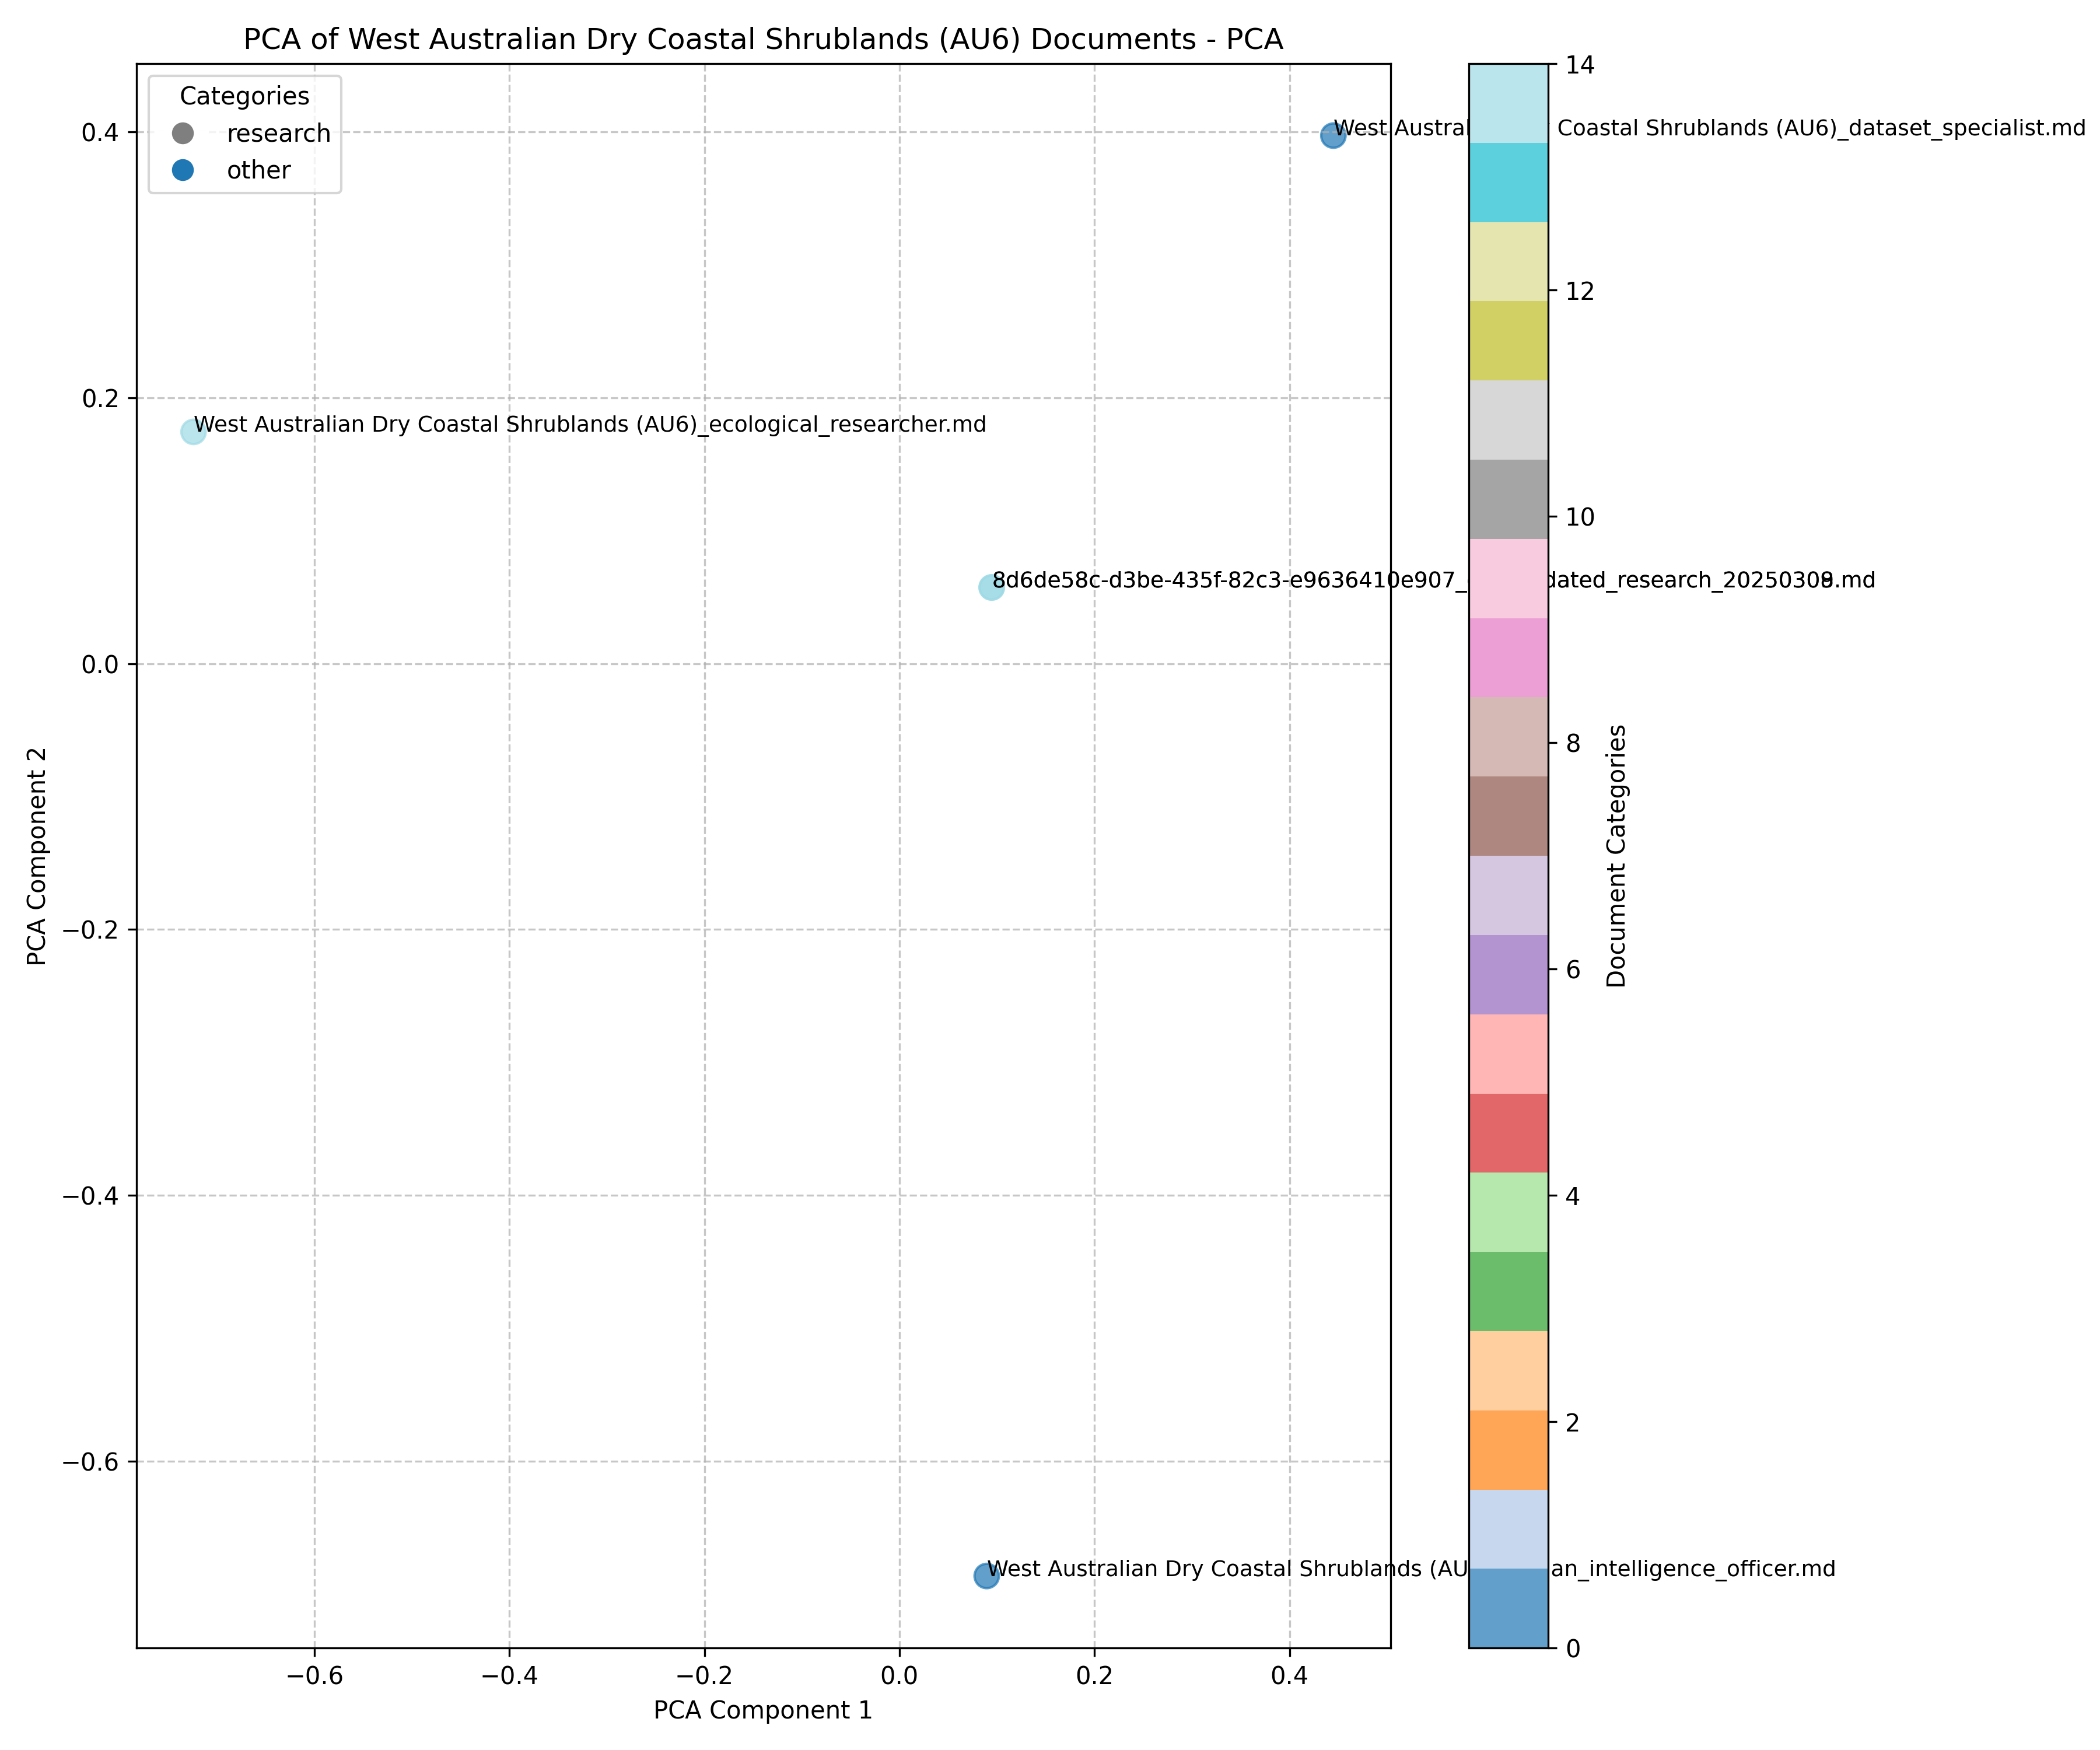 PCA of West Australian Dry Coastal Shrublands (AU6) Documents - PCA
Categories
research
other
West Austral Coastal Shrublands (AU6)_dataset_specialist.md
West Australian Dry Coastal Shrublands (AU6)_ecological_researcher.md
8d6de58c-d3be-435f-82c3-e9636410e907_ dated_research_2025030 .md
West Australian Dry Coastal Shrublands (AU an_intelligence_officer.md
0.4
0.2
0.0
−0.2
−0.4
−0.6
PCA Component 2
−0.6
−0.4
−0.2
0.0
0.2
0.4
PCA Component 1
14
12
10
8
6
4
2
0
Document Categories